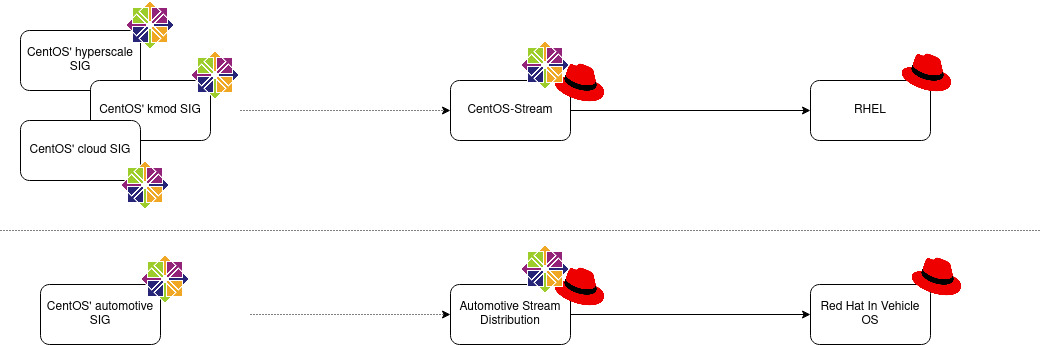 CentOS' hyperscale
SIG
CentOS' kmod SIG
CentOS' cloud SIG
CentOS-Stream
RHEL
CentOS' automotive
SIG
Automotive Stream
Distribution
Red Hat In Vehicle
OS